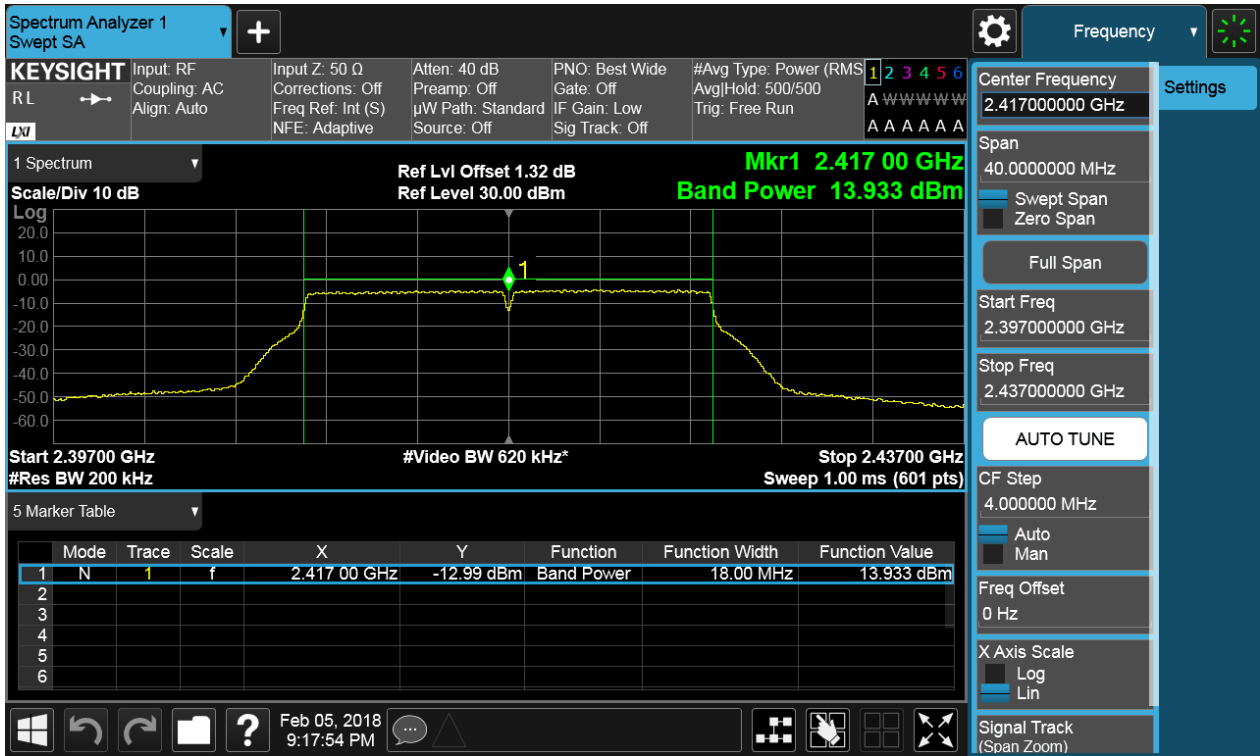 Spectrum Analyzer 1
Swept SA
Frequency
KEYSIGHT
R L
LXI
Input: RF
Coupling: AC
Align: Auto
Input Z: 50 Ω
Corrections: Off
Freq Ref: Int (S)
NFE: Adaptive
Atten: 40 dB
Preamp: Off
µW Path: Standard
Source: Off
PNO: Best Wide
Gate: Off
IF Gain: Low
Sig Track: Off
#Avg Type: Power (RMS
Avg|Hold: 500/500
Trig: Free Run
1 2 3 4 5 6
A W W W W W
A A A A A A
1 Spectrum
Scale/Div 10 dB
Ref Lvl Offset 1.32 dB
Ref Level 30.00 dBm
Mkr1 2.417 00 GHz
Band Power 13.933 dBm
Log
20.0
10.0
0.00
-10.0
-20.0
-30.0
-40.0
-50.0
-60.0
1
Start 2.39700 GHz
#Res BW 200 kHz
#Video BW 620 kHz*
Stop 2.43700 GHz
Sweep 1.00 ms (601 pts)
5 Marker Table
Mode Trace Scale X Y Function Function Width Function Value
1 N 1 f 2.417 00 GHz -12.99 dBm Band Power 18.00 MHz 13.933 dBm
2
3
4
5
6
Feb 05, 2018
9:17:54 PM
Center Frequency
2.417000000 GHz
Settings
Span
40.0000000 MHz
Swept Span
Zero Span
Full Span
Start Freq
2.397000000 GHz
Stop Freq
2.437000000 GHz
AUTO TUNE
CF Step
4.000000 MHz
Auto
Man
Freq Offset
0 Hz
X Axis Scale
Log
Lin
Signal Track
(Span Zoom)